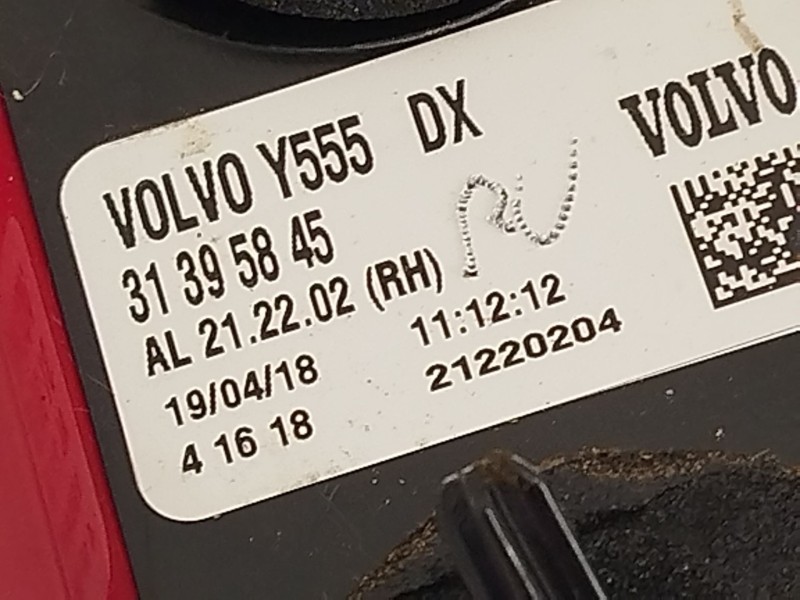 VOLVO Y555 DX
VOLVO
31 39 58 45
AL 21.22.02 (RH)
19/04/18 11:12:12
4 16 18 21220204